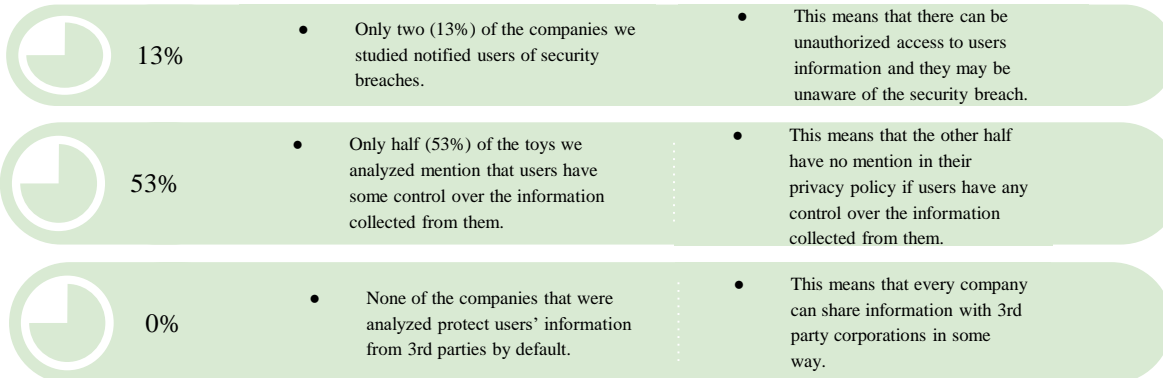 13%
● Only two (13%) of the companies we
studied notified users of security
breaches.
● This means that there can be
unauthorized access to users
information and they may be
unaware of the security breach.
53%
● Only half (53%) of the toys we
analyzed mention that users have
some control over the information
collected from them.
● This means that the other half
have no mention in their
privacy policy if users have any
control over the information
collected from them.
0%
● None of the companies that were
analyzed protect users’ information
from 3rd parties by default.
● This means that every company
can share information with 3rd
party corporations in some
way.